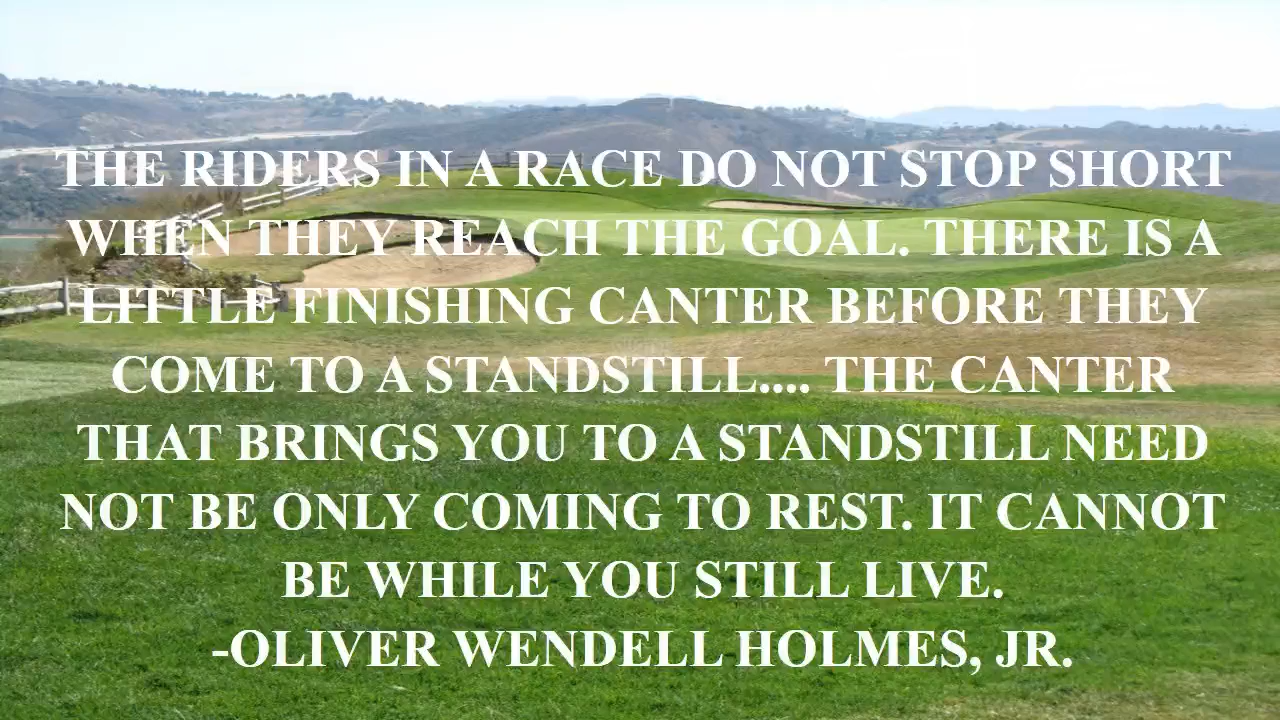 THE RIDERS IN A RACE DO NOT STOP SHORT
WHEN THEY REACH THE GOAL. THERE IS A
LITTLE FINISHING CANTER BEFORE THEY
COME TO A STANDSTILL.... THE CANTER
THAT BRINGS YOU TO A STANDSTILL NEED
NOT BE ONLY COMING TO REST. IT CANNOT
BE WHILE YOU STILL LIVE.
-OLIVER WENDELL HOLMES, JR.